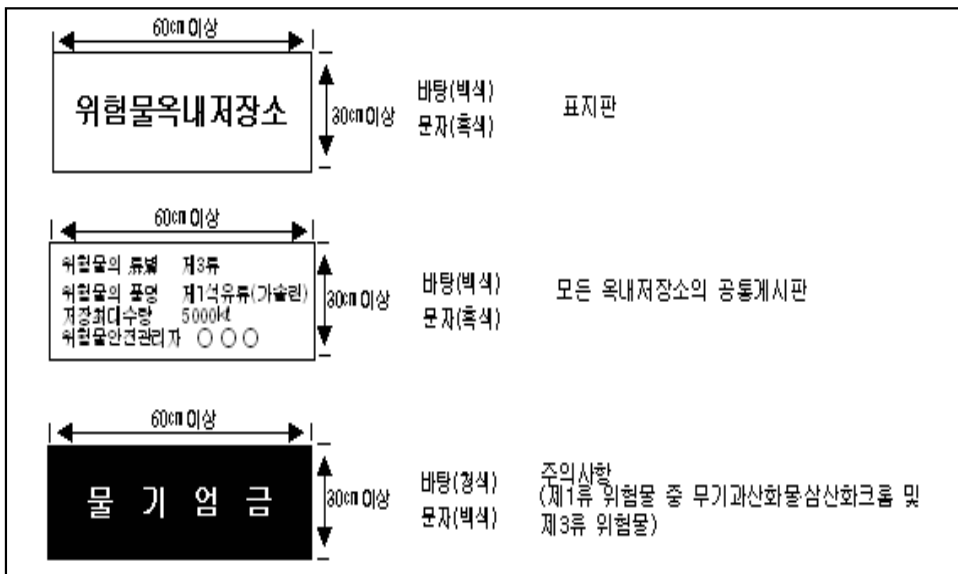 60cm 이상
위험물옥내저장소
30cm이상
바탕(백색)
문자(흑색)
표지판
60cm 이상
위험물의 류별 제3류
위험물의 품명 제1석유류(가솔린)
저장최대수량 5000kℓ
위험물안전관리자 ○○○
30cm이상
바탕(백색)
문자(흑색)
모든 옥내저장소의 공통게시판
60cm 이상
물 기 엄 금
30cm 이상
바탕(청색)
문자(백색)
주의사항
(제1류 위험물 중 무기과산화물삼산화크롬 및
제3류 위험물)